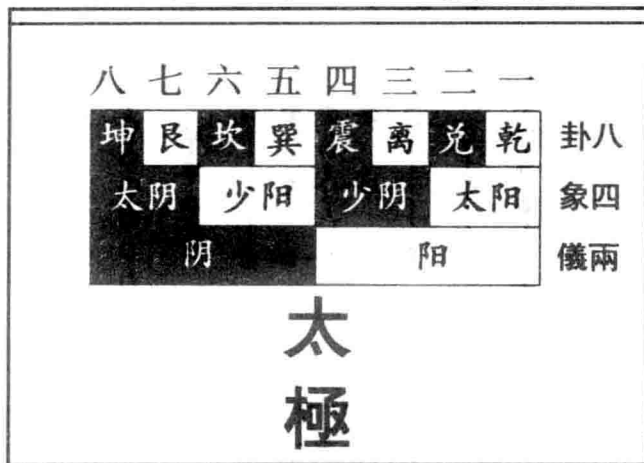 八 七 六 五 四 三 二 一
坤 艮 坎 巽 震 离 兑 乾 卦八
太阴 少阳 少阴 太阳 象四
阴 阳 儀兩
太
極